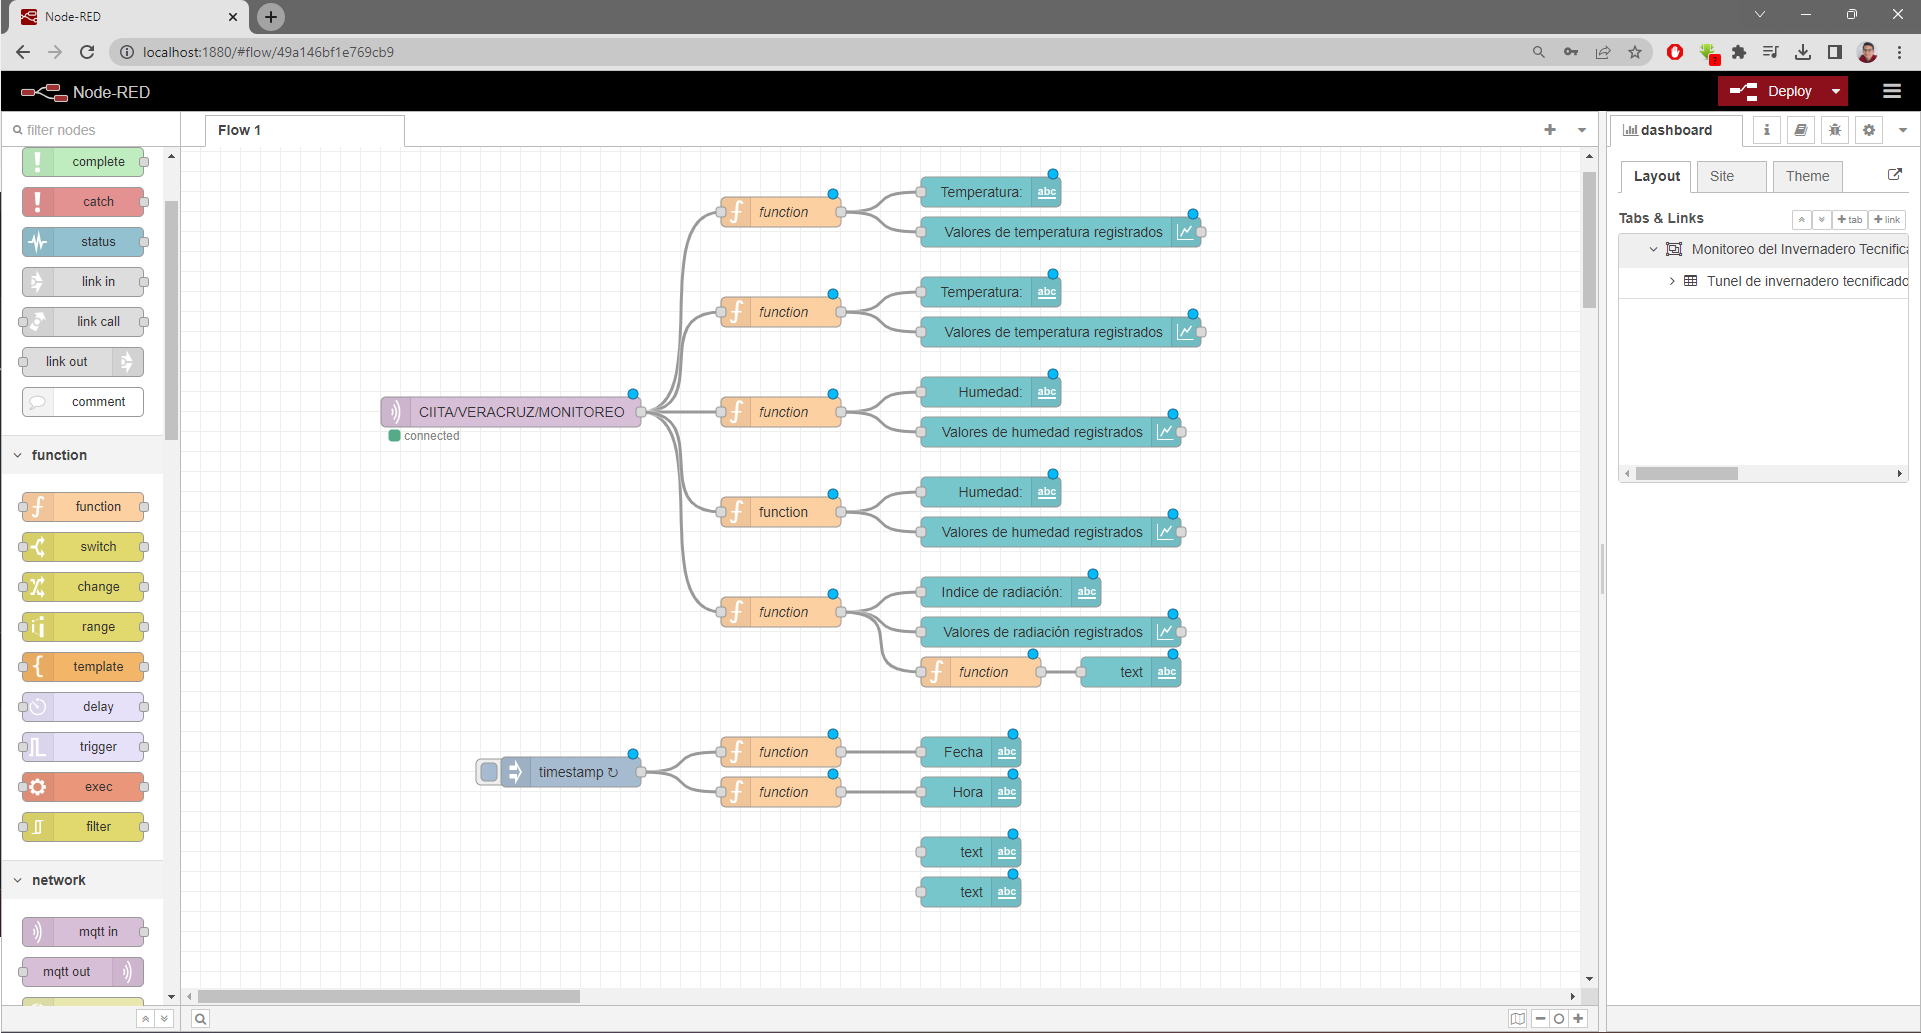 Node-RED
localhost:1880/#flow/49a146bf1e769cb9
Node-RED
Deploy
filter nodes
Flow 1
dashboard
i
complete
catch
status
link in
link call
link out
comment
function
function
switch
change
range
template
delay
trigger
exec
filter
network
mqtt in
mqtt out
CIITA/VERACRUZ/MONITOREO
connected
function
Temperatura:
abc
Valores de temperatura registrados
function
Temperatura:
abc
Valores de temperatura registrados
function
Humedad:
abc
Valores de humedad registrados
function
Humedad:
abc
Valores de humedad registrados
function
Indice de radiación:
abc
Valores de radiación registrados
function
text
abc
timestamp ↻
function
Fecha
abc
function
Hora
abc
text
abc
text
abc
Layout
Site
Theme
Tabs & Links
+ tab
+ link
Monitoreo del Invernadero Tecnifica
Tunel de invernadero tecnificado